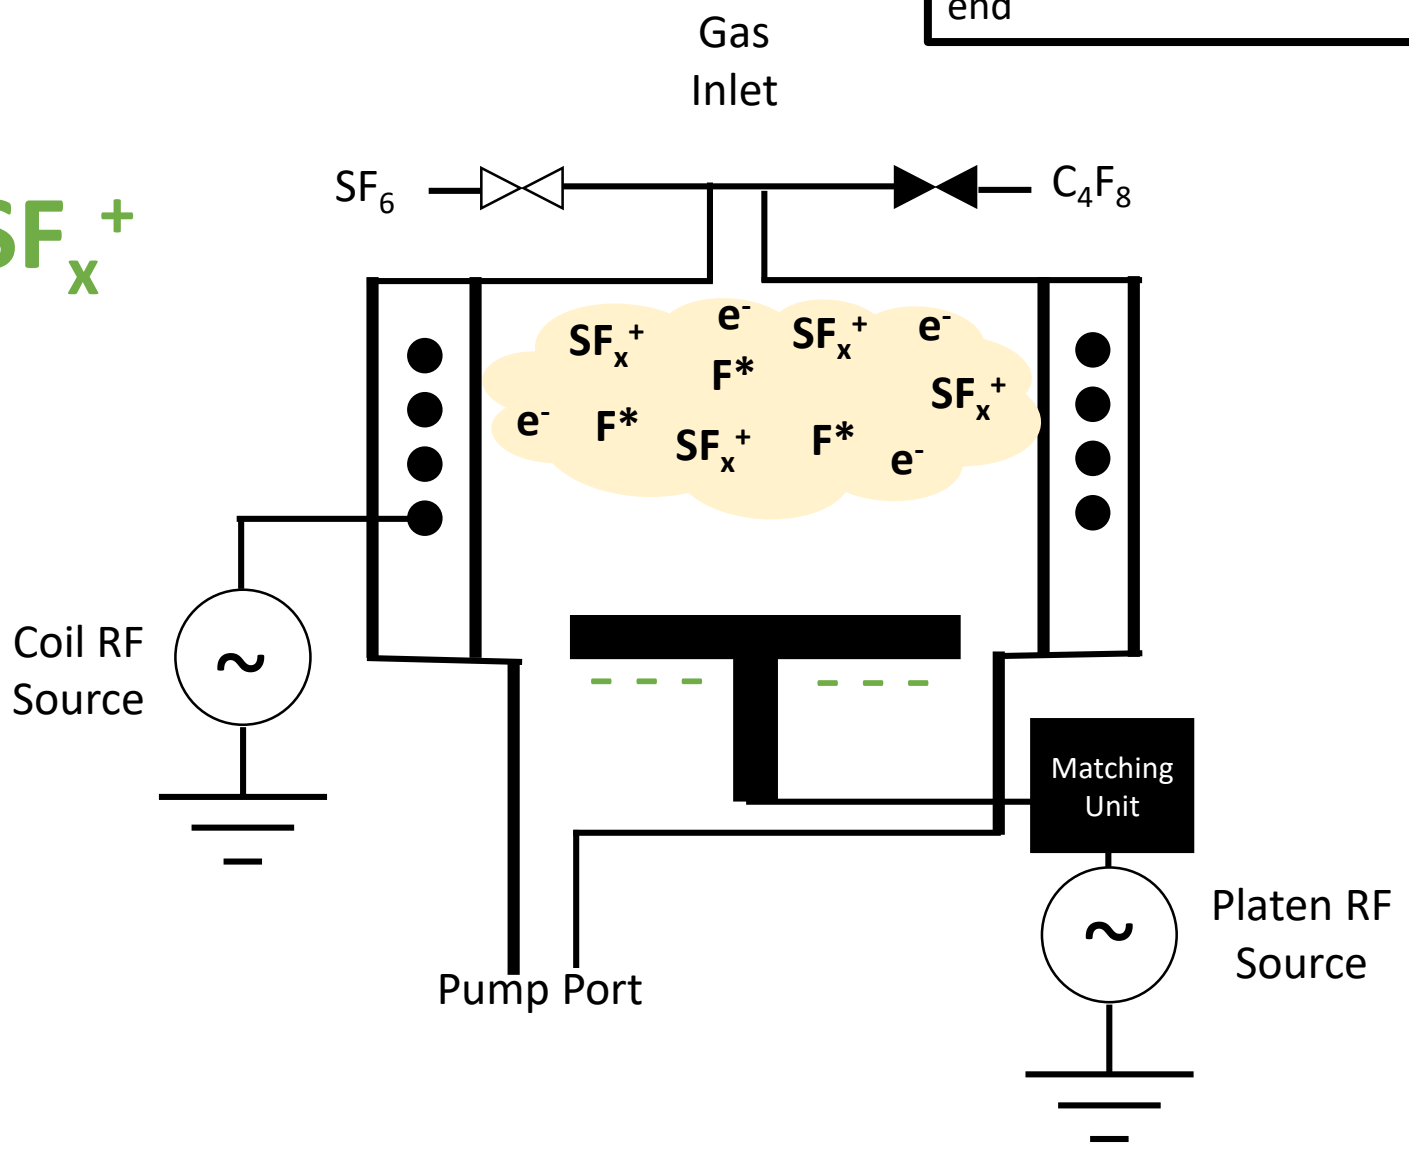 end
Gas
Inlet
SF₆
C₄F₈
SFₓ⁺
SFₓ⁺
e⁻
SFₓ⁺
e⁻
F*
SFₓ⁺
e⁻
F*
SFₓ⁺
F*
e⁻
Coil RF
Source
~
Matching
Unit
~
Platen RF
Source
Pump Port